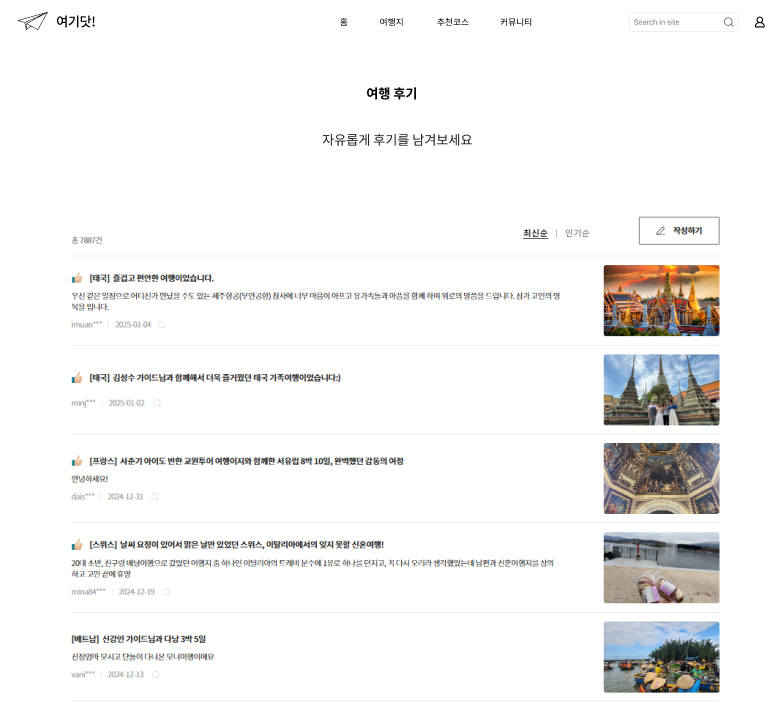 여기닷!
홈 여행지 추천코스 커뮤니티
Search in site
여행 후기
자유롭게 후기를 남겨보세요
총 7887건
최신순 | 인기순
작성하기
[태국] 즐겁고 편안한 여행이었습니다.
우선 같은 일정으로 어디선가 만났을 수도 있는 제주항공(무안공항) 참사에 너무 마음이 아프고 유가족들과 아픔을 함께 하며 위로의 말씀을 드립니다. 삼가 고인의 명
복을 빕니다.
imuan*** | 2025-01-04
[태국] 김성수 가이드님과 함께해서 더욱 즐거웠던 태국 가족여행이었습니다:)
minj*** | 2025-01-02
[프랑스] 사춘기 아이도 반한 교원투어 여행이지와 함께한 서유럽 8박 10일, 완벽했던 감동의 여정
안녕하세요!
dais*** | 2024-12-31
[스위스] 날씨 요정이 있어서 맑은 날만 있었던 스위스, 이탈리아에서의 잊지 못할 신혼여행!
20대 초반, 친구랑 배낭여행으로 갔었던 여행지 중 하나인 이탈리아의 트레비 분수에 1유로 하나를 던지고, 꼭 다시 오리라 생각했었는데 남편과 신혼여행지를 상의
하고 고민 끝에 휴양
mina84*** | 2024-12-19
[베트남] 신강민 가이드님과 다낭 3박 5일
친정엄마 모시고 단둘이 다녀온 모녀여행이에요
vani*** | 2024-12-13